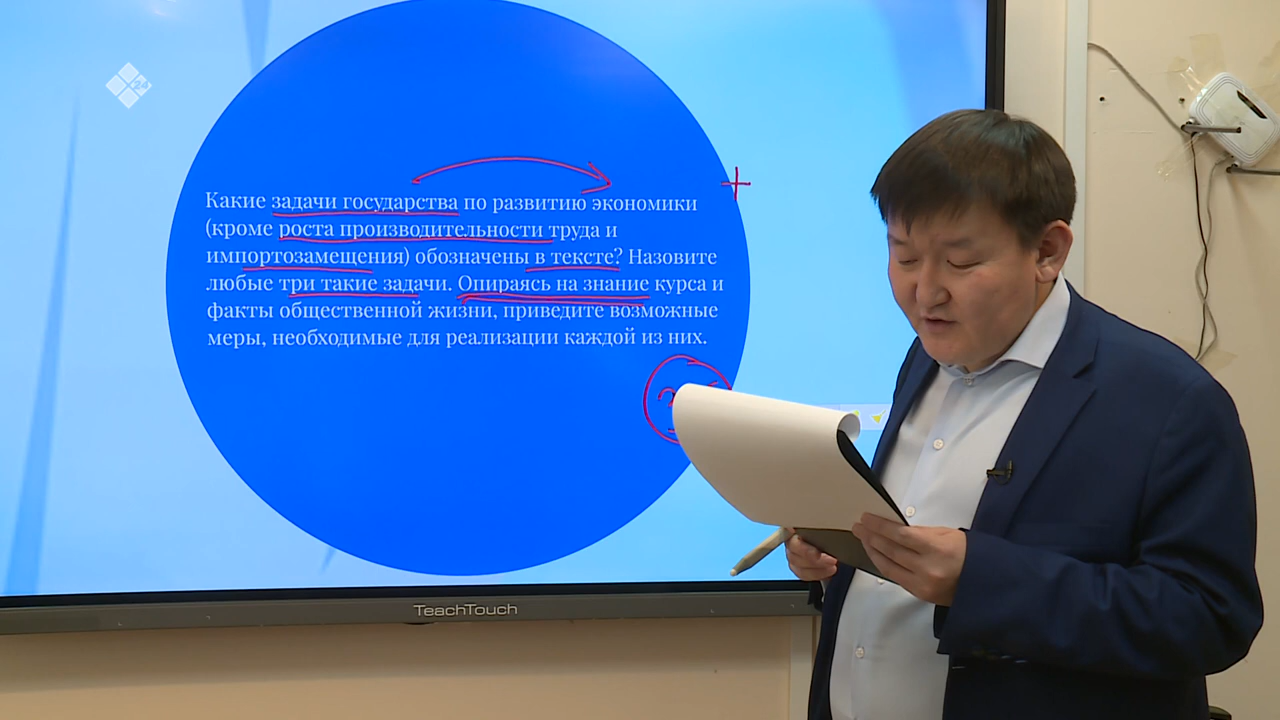 x24
Какие задачи государства по развитию экономики
(кроме роста производительности труда и
импортозамещения) обозначены в тексте? Назовите
любые три такие задачи. Опираясь на знание курса и
факты общественной жизни, приведите возможные
меры, необходимые для реализации каждой из них.
TeachTouch